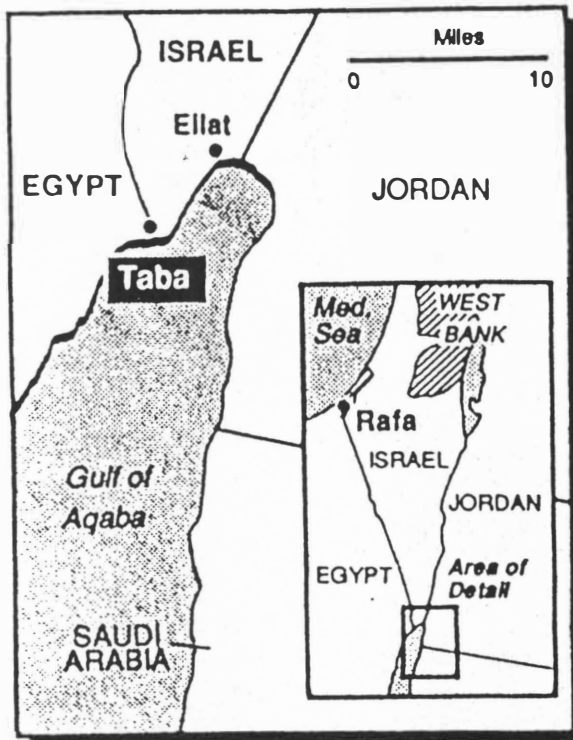 ISRAEL
Miles
0 10
Eilat
EGYPT
JORDAN
Taba
Gulf of
Aqaba
SAUDI
ARABIA
Med.
Sea
WEST
BANK
Rafa
ISRAEL
JORDAN
EGYPT
Area of
Detail